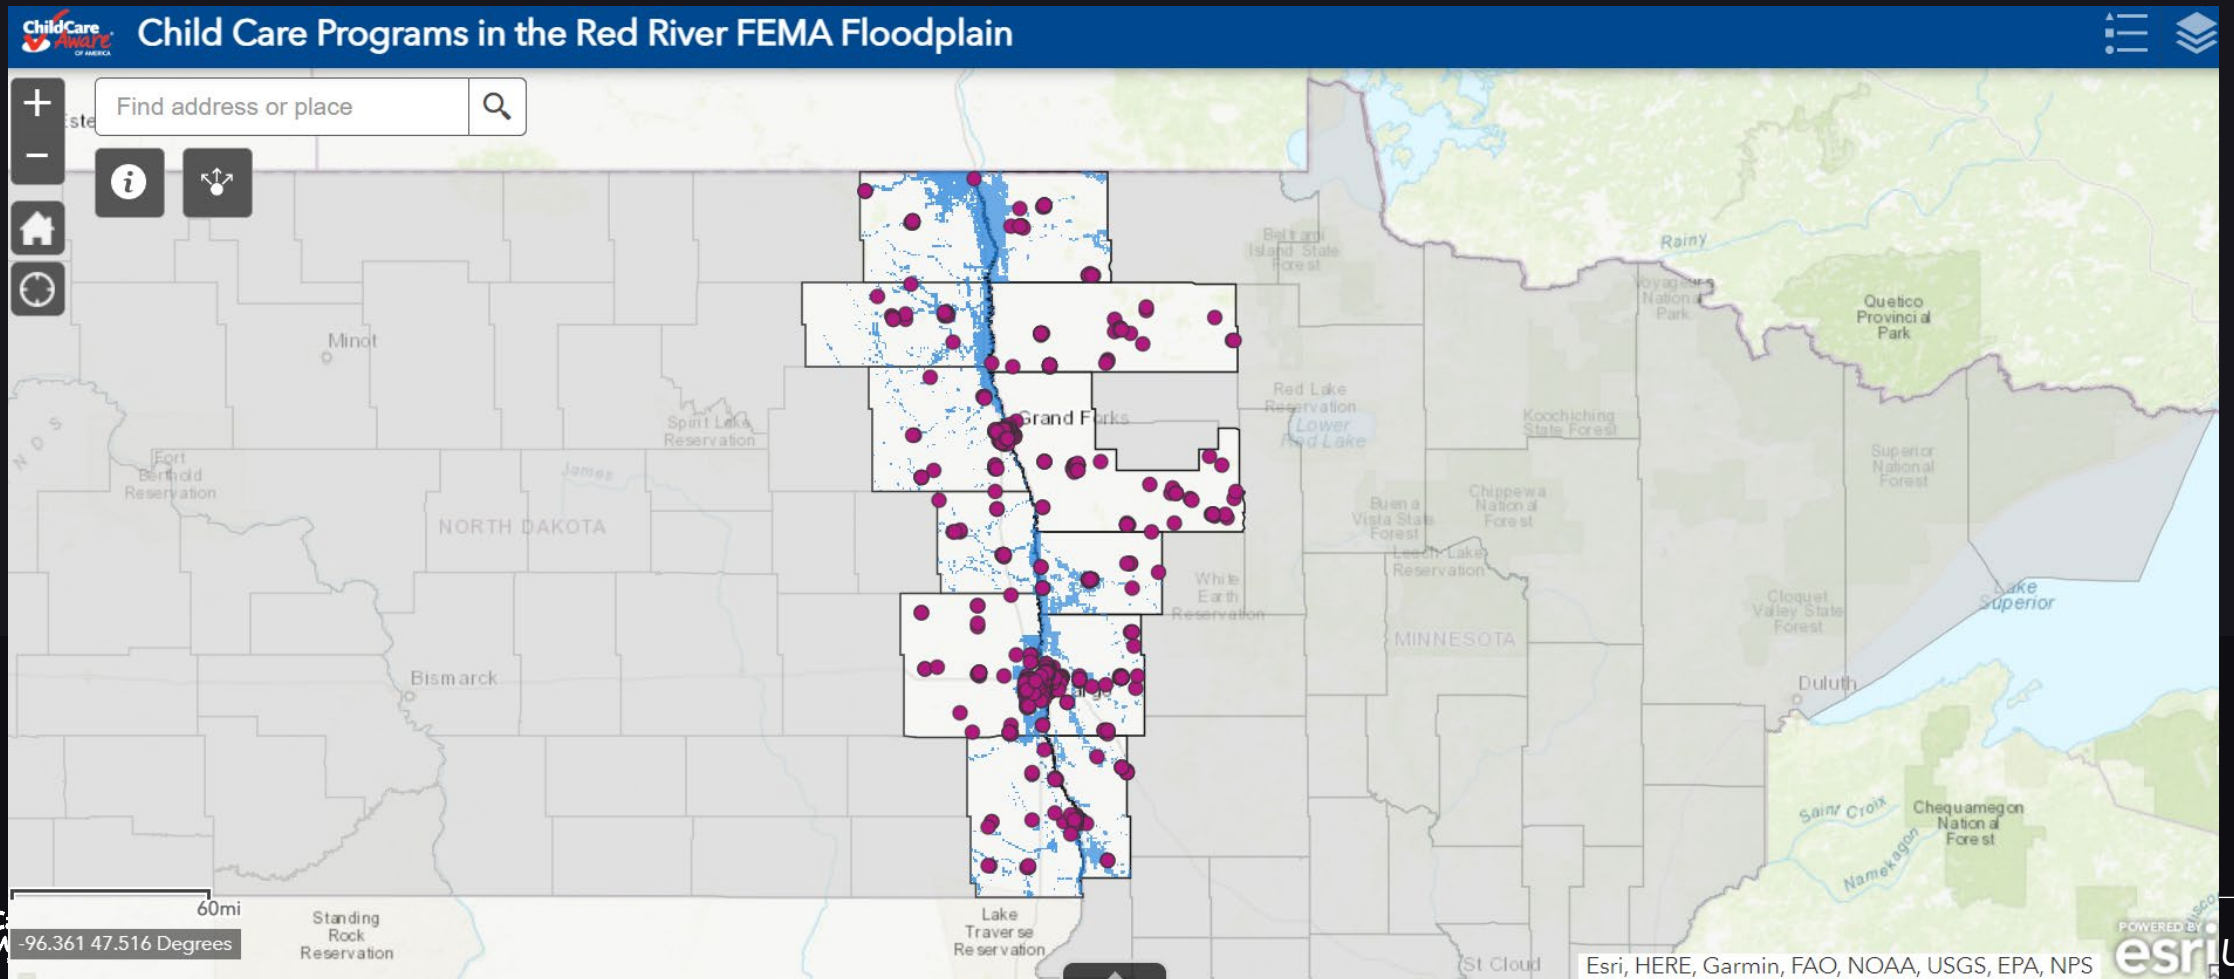 ChildCare
Aware
OF AMERICA
Child Care Programs in the Red River FEMA Floodplain
+
Find address or place
Este
−
i
Beltrami
Island State
Forest
Rainy
Voyageurs
National
Park
Quetico
Provincial
Park
Minot
Red Lake
Reservation
Lower
Red Lake
Grand Forks
Koochiching
State Forest
Spirit Lake
Reservation
NDS
Fort
Berthold
Reservation
James
Superior
National
Forest
NORTH DAKOTA
Buena
Vista State
Forest
Chippewa
National
Forest
Leech Lake
Reservation
White
Earth
Reservation
Cloquet
Valley State
Forest
Lake
Superior
MINNESOTA
Bismarck
Duluth
Saint Croix
Namekagon
Chequamegon
National
Forest
60mi
Standing
Rock
Reservation
Lake
Traverse
Reservation
-96.361 47.516 Degrees
St Cloud
POWERED BY
esri
Esri, HERE, Garmin, FAO, NOAA, USGS, EPA, NPS